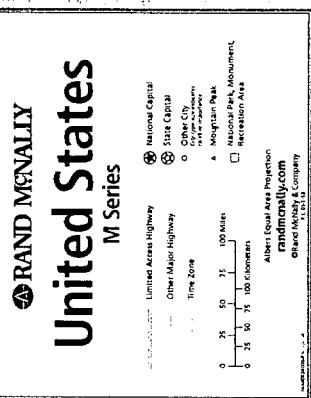 RAND McNALLY
United States
M Series
Limited Access Highway
Other Major Highway
Time Zone
National Capital
State Capital
Other City
Mountain Peak
National Park, Monument,
Recreation Area
0 25 50 75 100 Miles
0 25 50 75 100 Kilometers
Albers Equal Area Projection
randmcnally.com
©Rand McNally & Company